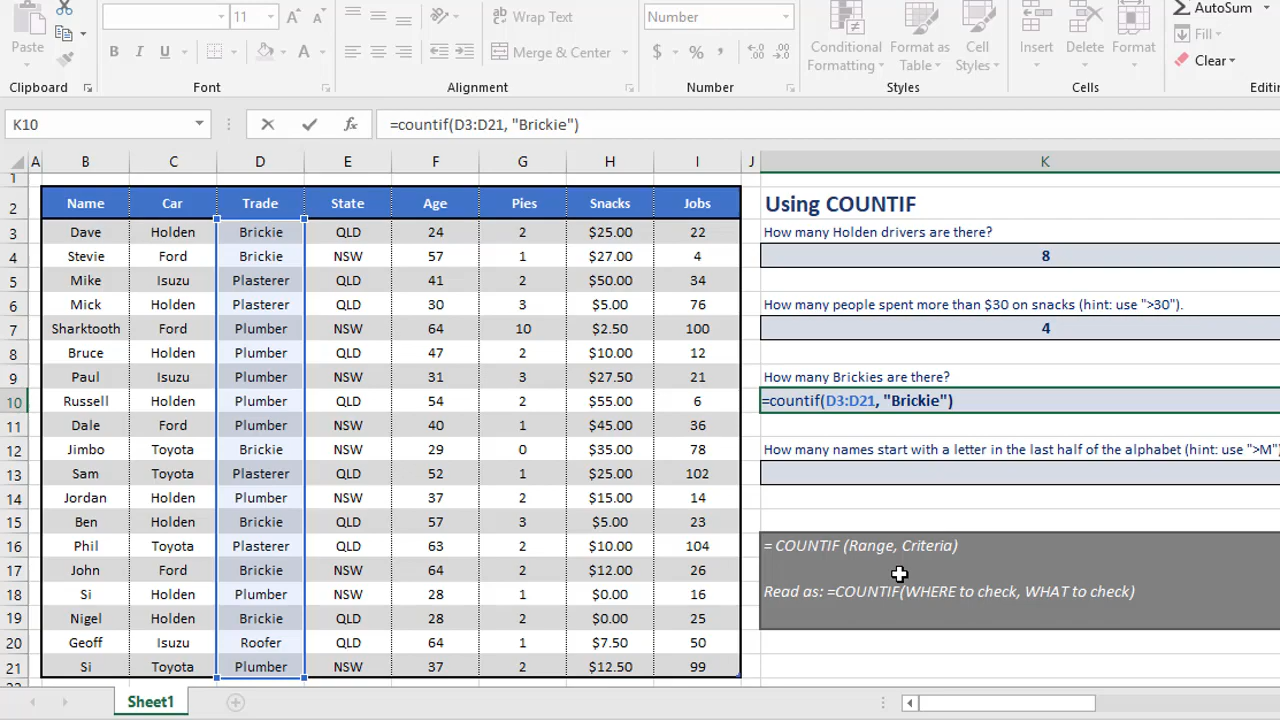 11
Wrap Text
Number
AutoSum
Paste
B I U
Merge & Center
$ %
Conditional Formatting
Format as Table
Cell Styles
Insert
Delete
Format
Fill
Clear
Clipboard
Font
Alignment
Number
Styles
Cells
Editin
K10
fx
=countif(D3:D21, "Brickie")
A B C D E F G H I J K
1
2 Name Car Trade State Age Pies Snacks Jobs Using COUNTIF
3 Dave Holden Brickie QLD 24 2 $25.00 22 How many Holden drivers are there?
4 Stevie Ford Brickie NSW 57 1 $27.00 4 8
5 Mike Isuzu Plasterer QLD 41 2 $50.00 34
6 Mick Holden Plasterer QLD 30 3 $5.00 76 How many people spent more than $30 on snacks (hint: use ">30").
7 Sharktooth Ford Plumber NSW 64 10 $2.50 100 4
8 Bruce Holden Plumber QLD 47 2 $10.00 12
9 Paul Isuzu Plumber NSW 31 3 $27.50 21 How many Brickies are there?
10 Russell Holden Plumber QLD 54 2 $55.00 6 =countif(D3:D21, "Brickie")
11 Dale Ford Plumber NSW 40 1 $45.00 36
12 Jimbo Toyota Brickie NSW 29 0 $35.00 78 How many names start with a letter in the last half of the alphabet (hint: use ">M")
13 Sam Toyota Plasterer QLD 52 1 $25.00 102
14 Jordan Holden Plumber NSW 37 2 $15.00 14
15 Ben Holden Brickie QLD 57 3 $5.00 23
16 Phil Toyota Plasterer QLD 63 2 $10.00 104 = COUNTIF (Range, Criteria)
17 John Ford Brickie QLD 64 2 $12.00 26
18 Si Holden Plumber NSW 28 1 $0.00 16 Read as: =COUNTIF(WHERE to check, WHAT to check)
19 Nigel Holden Brickie QLD 28 2 $0.00 25
20 Geoff Isuzu Roofer QLD 64 1 $7.50 50
21 Si Toyota Plumber NSW 37 2 $12.50 99
Sheet1